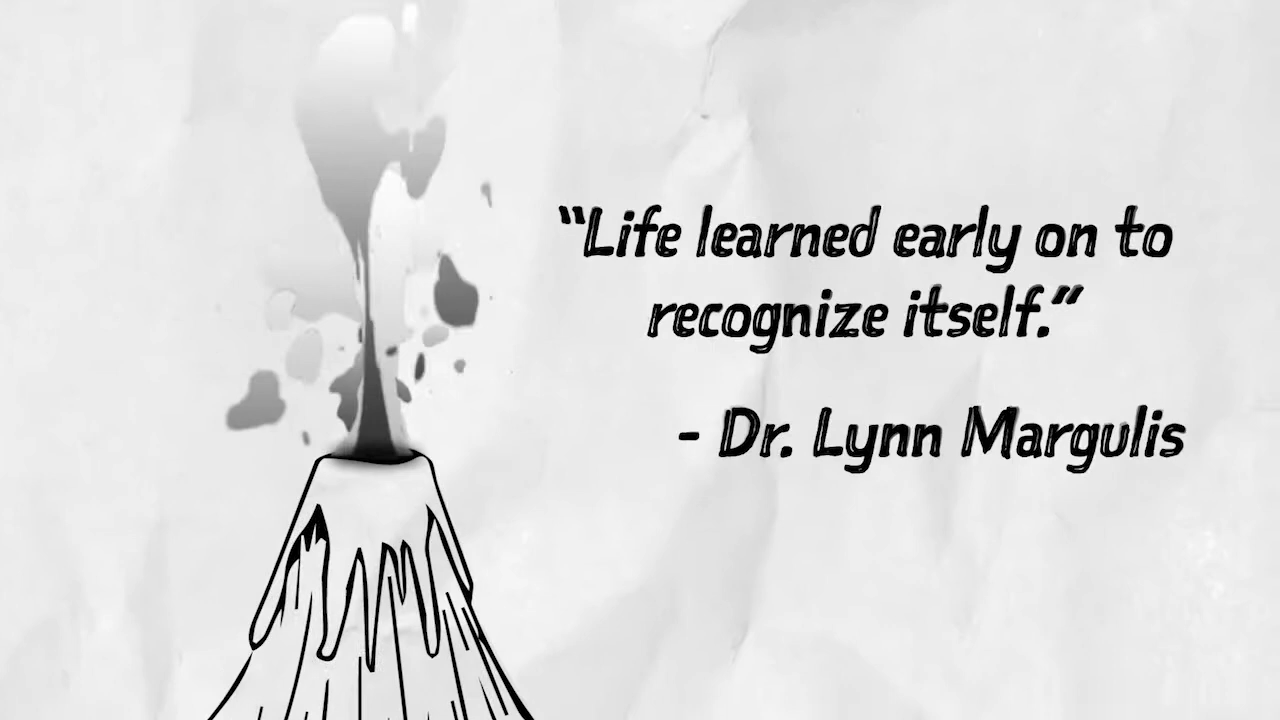 “Life learned early on to
recognize itself.”
- Dr. Lynn Margulis